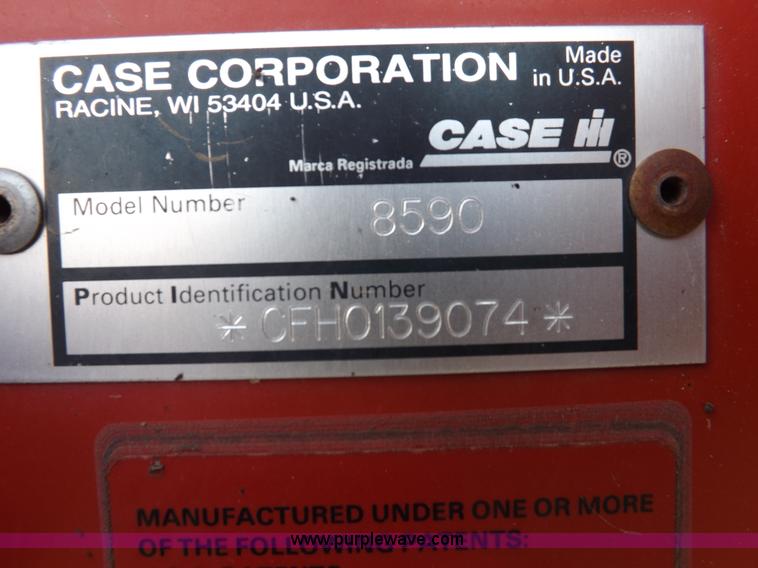 CASE CORPORATION
Made in U.S.A.
RACINE, WI 53404 U.S.A.
CASE IH ®
Marca Registrada
Model Number 8590
Product Identification Number
* CFH0139074 *
MANUFACTURED UNDER ONE OR MORE
OF THE FOLLOWING PATENTS:
www.purplewave.com